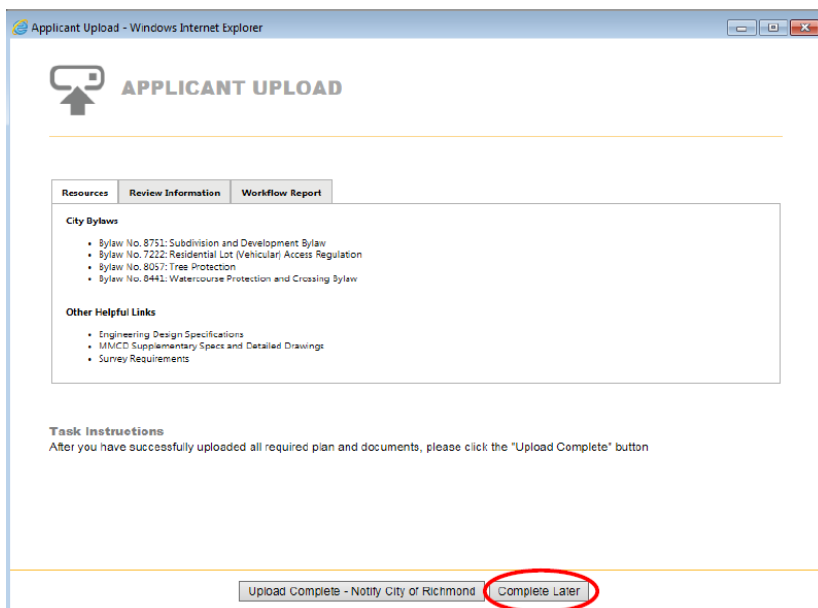 Applicant Upload - Windows Internet Explorer
APPLICANT UPLOAD
Resources Review Information Workflow Report
City Bylaws
• Bylaw No. 8751: Subdivision and Development Bylaw
• Bylaw No. 7222: Residential Lot (Vehicular) Access Regulation
• Bylaw No. 8057: Tree Protection
• Bylaw No. 8441: Watercourse Protection and Crossing Bylaw
Other Helpful Links
• Engineering Design Specifications
• MMCD Supplementary Specs and Detailed Drawings
• Survey Requirements
Task Instructions
After you have successfully uploaded all required plan and documents, please click the "Upload Complete" button
Upload Complete - Notify City of Richmond Complete Later